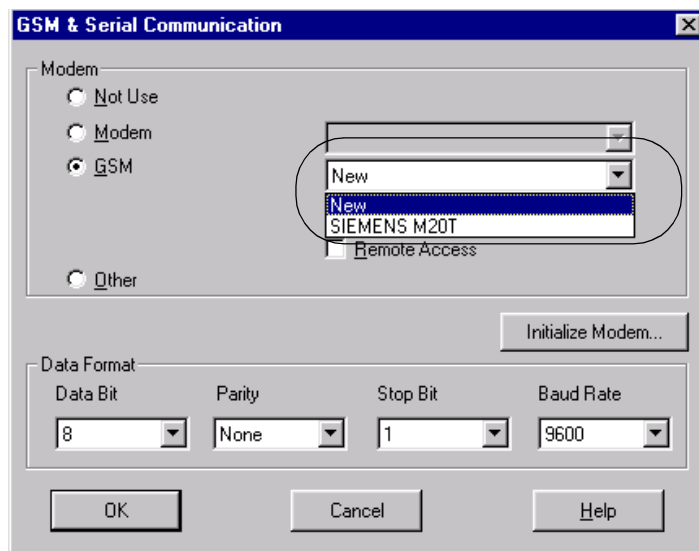 GSM & Serial Communication
Modem
Not Use
Modem
GSM
New
New
SIEMENS M20T
Remote Access
Other
Initialize Modem...
Data Format
Data Bit Parity Stop Bit Baud Rate
8 None 1 9600
OK Cancel Help